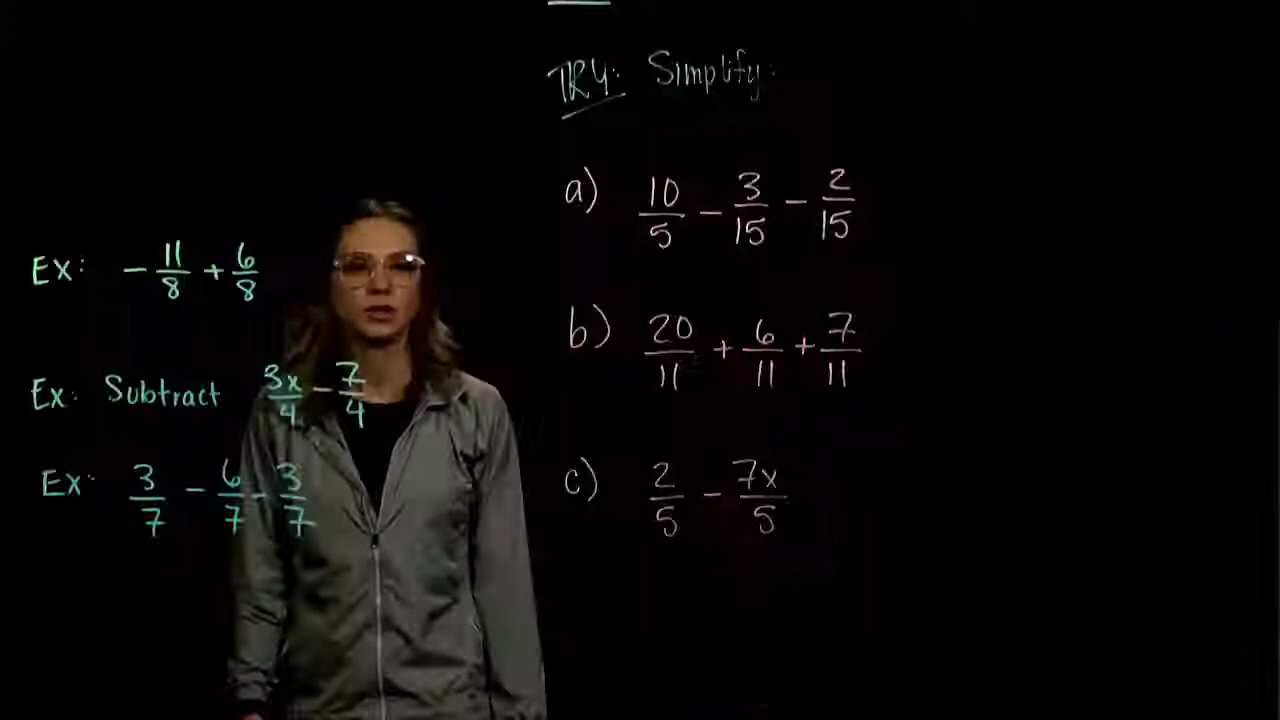 Ex: -11/8 + 6/8
Ex: Subtract 3x/4 - 7/4
Ex: 3/7 - 6/7 - 3/7
TRY: Simplify:
a) 10/5 - 3/15 - 2/15
b) 20/11 + 6/11 + 7/11
c) 2/5 - 7x/5